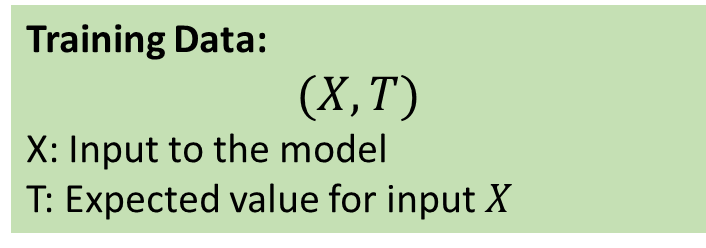 Training Data:
(X, T)
X: Input to the model
T: Expected value for input X